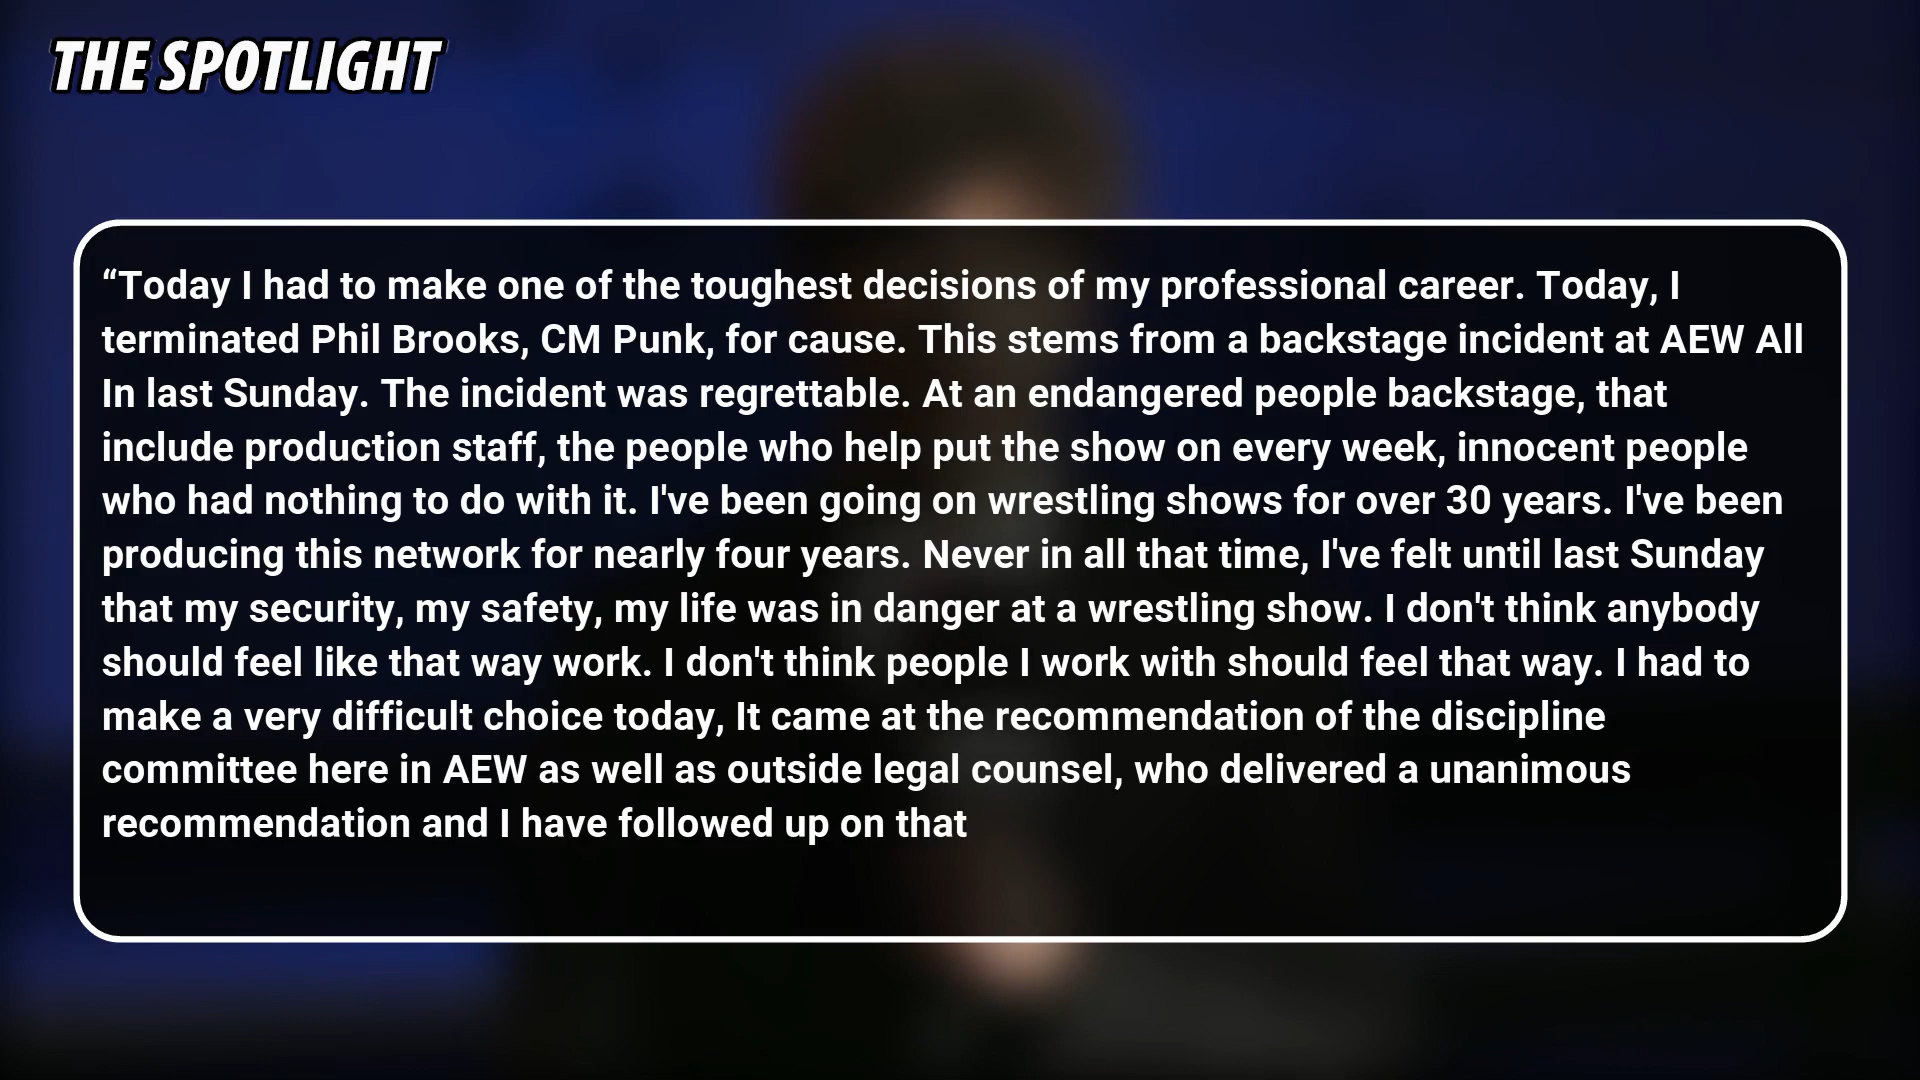 THE SPOTLIGHT
“Today I had to make one of the toughest decisions of my professional career. Today, I
terminated Phil Brooks, CM Punk, for cause. This stems from a backstage incident at AEW All
In last Sunday. The incident was regrettable. At an endangered people backstage, that
include production staff, the people who help put the show on every week, innocent people
who had nothing to do with it. I've been going on wrestling shows for over 30 years. I've been
producing this network for nearly four years. Never in all that time, I've felt until last Sunday
that my security, my safety, my life was in danger at a wrestling show. I don't think anybody
should feel like that way work. I don't think people I work with should feel that way. I had to
make a very difficult choice today, It came at the recommendation of the discipline
committee here in AEW as well as outside legal counsel, who delivered a unanimous
recommendation and I have followed up on that